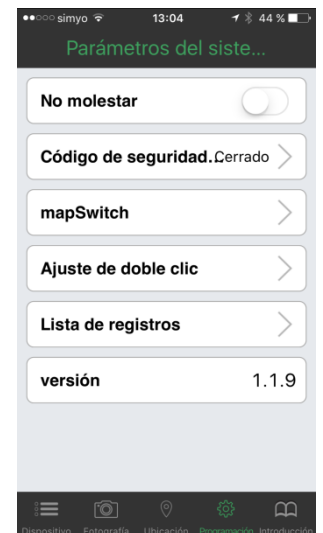 simyo 13:04 44 %
Parámetros del siste...
No molestar
Código de seguridad..Cerrado
mapSwitch
Ajuste de doble clic
Lista de registros
versión 1.1.9
Dispositivo Fotografía Ubicación Programación Introducción